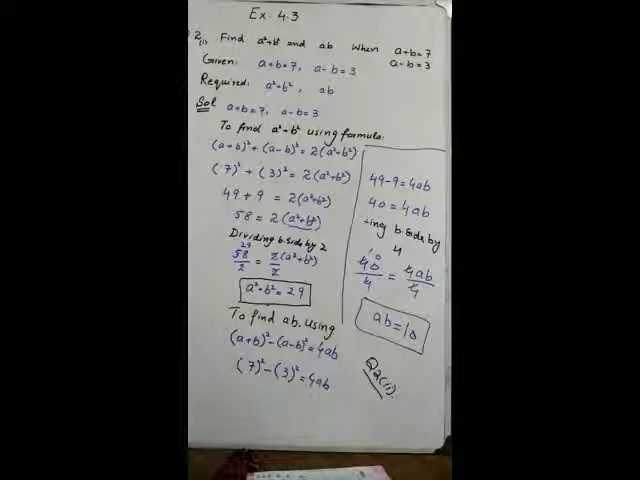 Ex. 4.3
2(i) Find a²+b² and ab When a+b=7
a-b=3
Given: a+b=7, a-b=3
Required: a²+b², ab
Sol a+b=7, a-b=3
To find a²+b² using formula:
(a+b)²+(a-b)²=2(a²+b²)
(7)²+(3)²=2(a²+b²)
49+9=2(a²+b²)
58=2(a²+b²)
Dividing b.side by 2
29
58/2=2/2(a²+b²)
a²+b²=29
To find ab, using
(a+b)²-(a-b)²=4ab
(7)²-(3)²=4ab
49-9=4ab
40=4ab
÷ing b.side by
4
10
40/4=4ab/4
ab=10
Q2(ii)